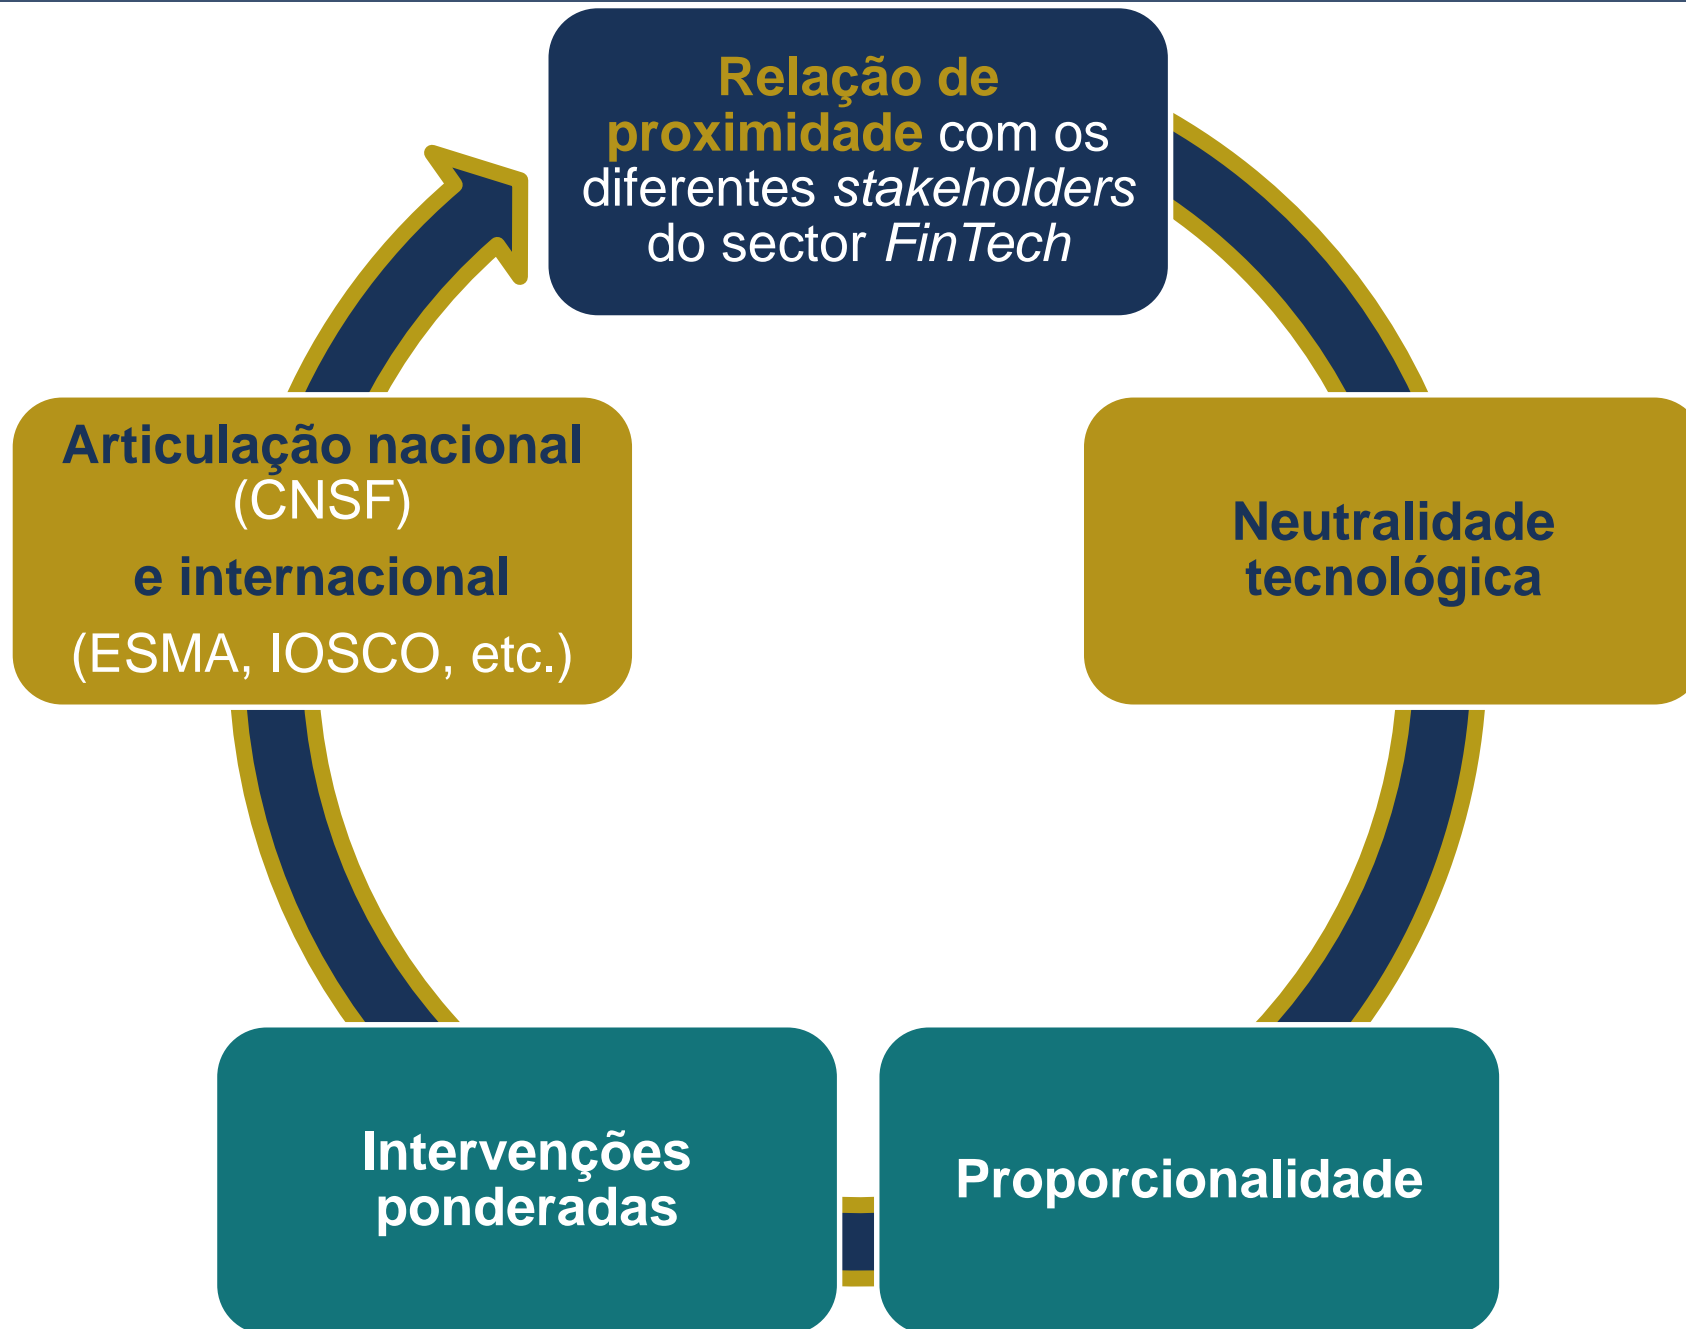 Relação de
proximidade com os
diferentes stakeholders
do sector FinTech
Articulação nacional
(CNSF)
e internacional
(ESMA, IOSCO, etc.)
Neutralidade
tecnológica
Intervenções
ponderadas
Proporcionalidade